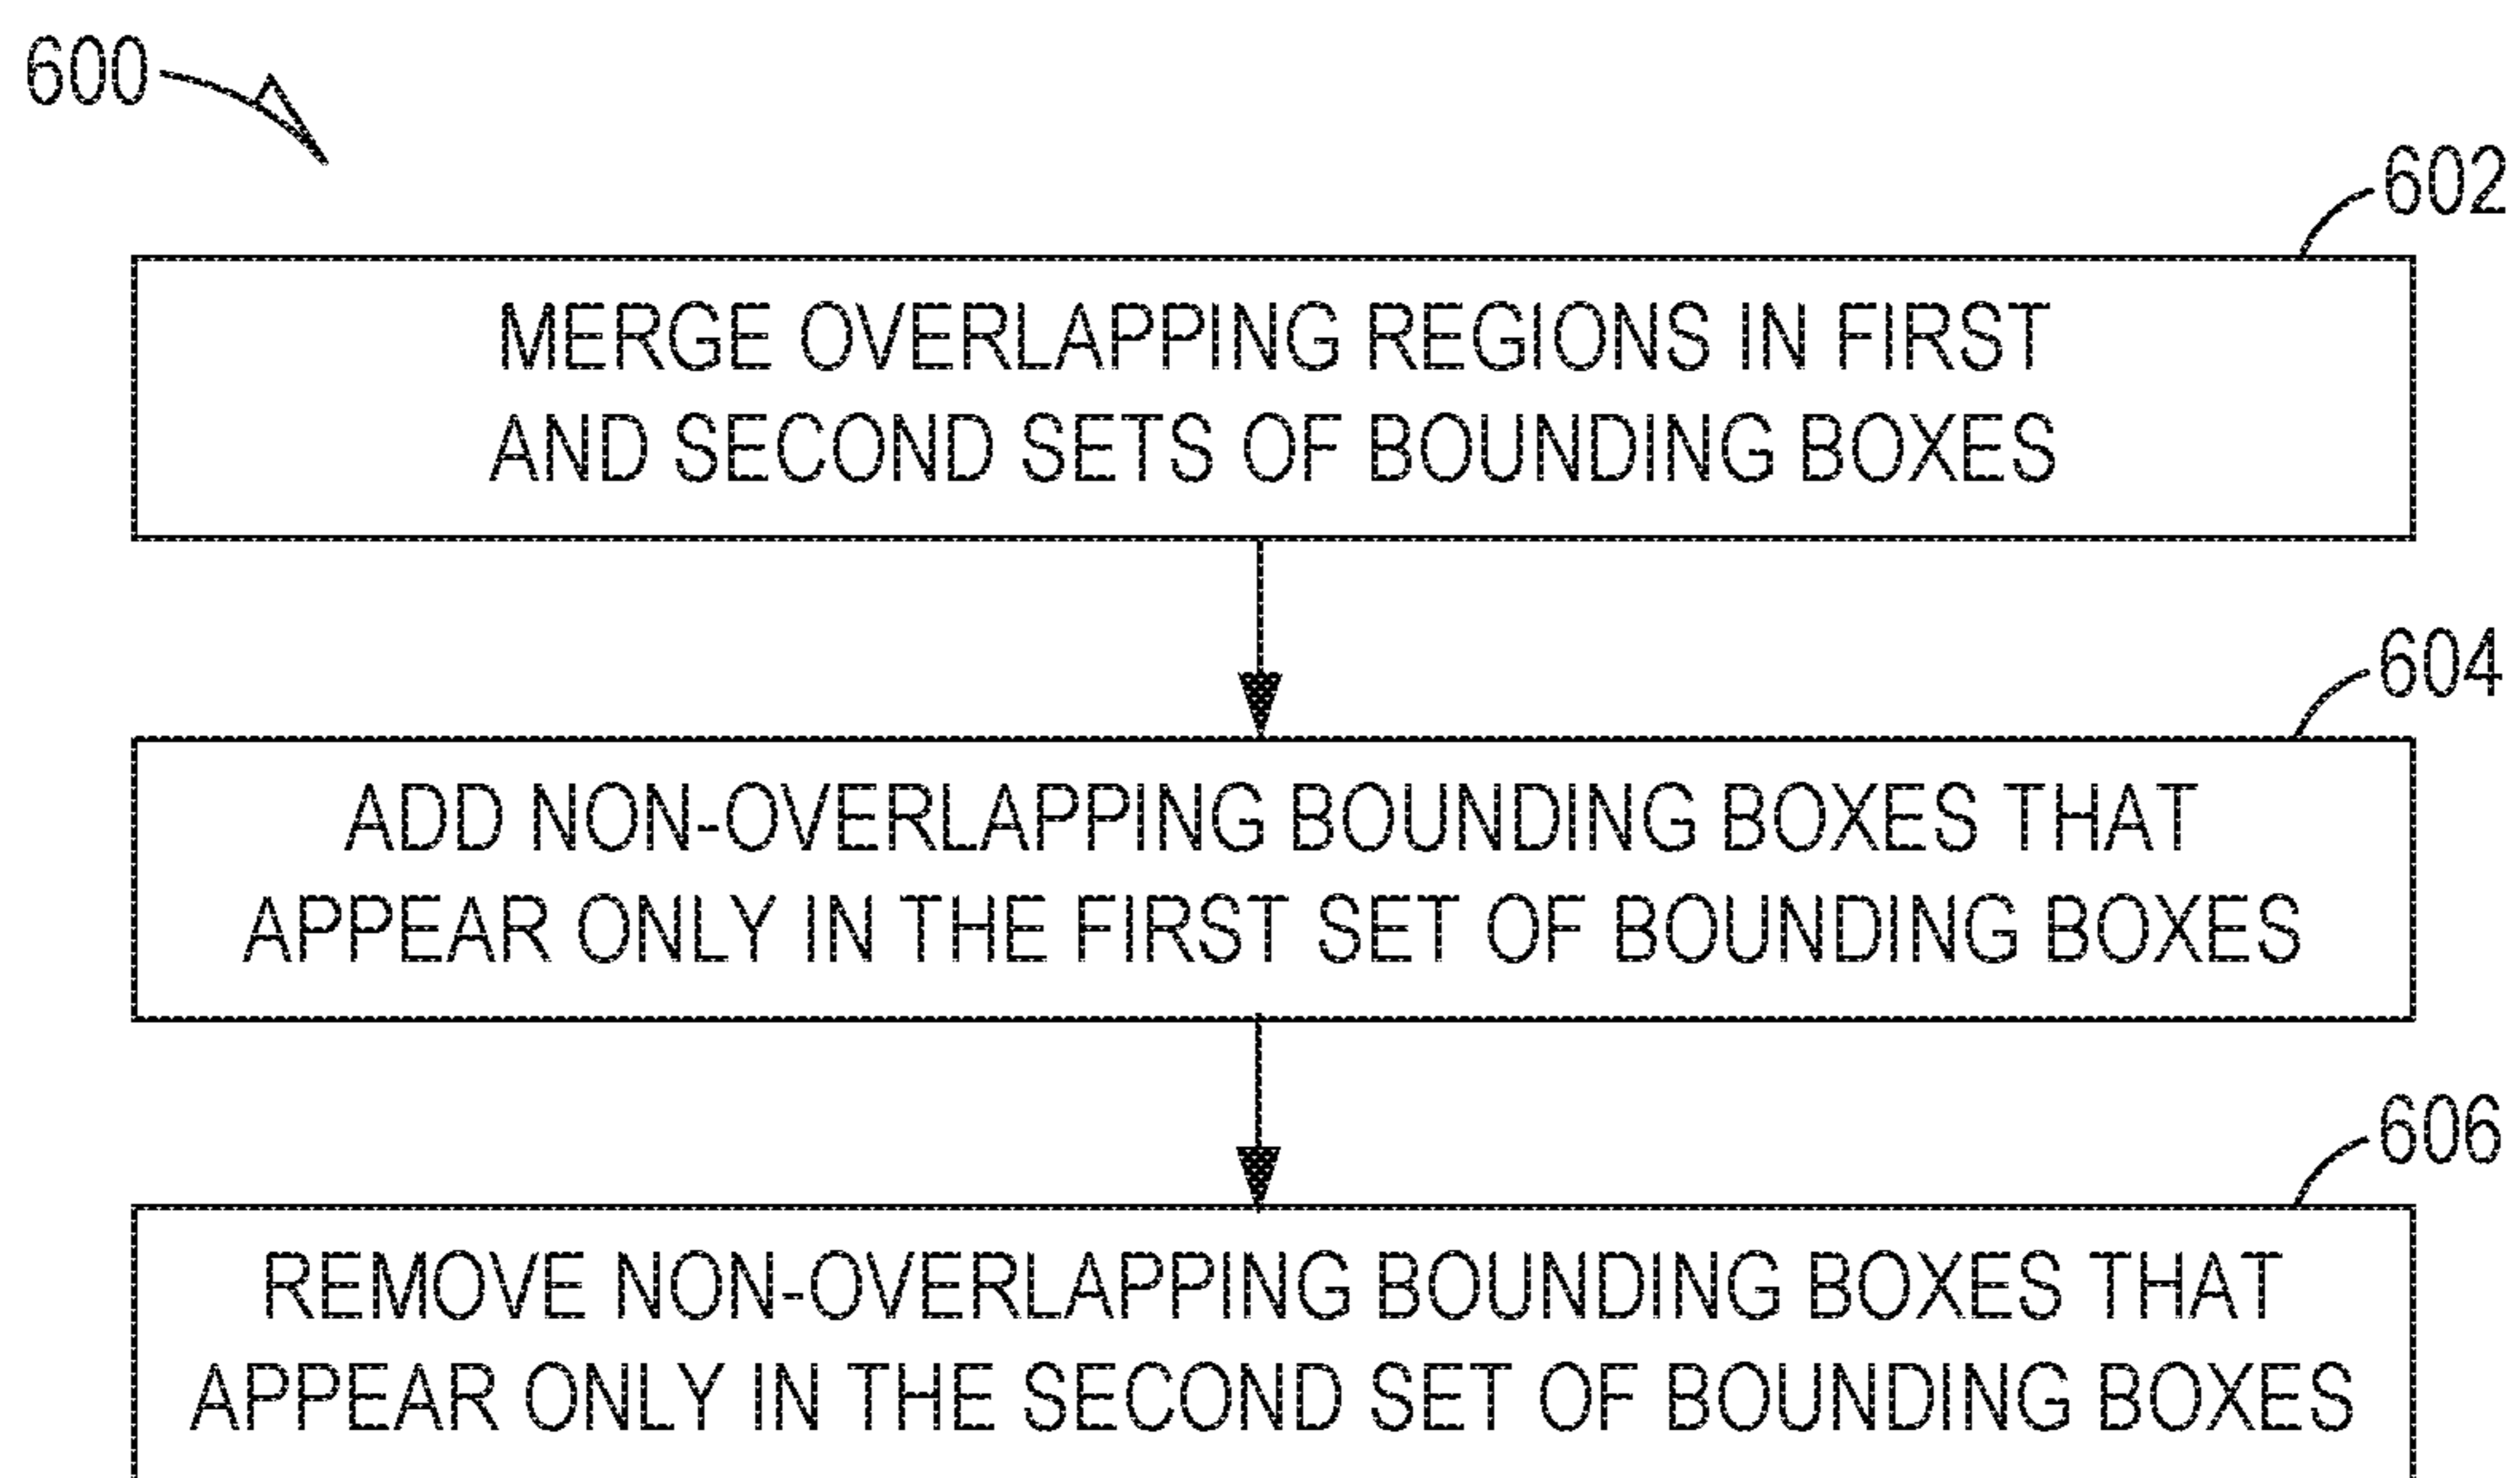 600
602
MERGE OVERLAPPING REGIONS IN FIRST
AND SECOND SETS OF BOUNDING BOXES
604
ADD NON-OVERLAPPING BOUNDING BOXES THAT
APPEAR ONLY IN THE FIRST SET OF BOUNDING BOXES
606
REMOVE NON-OVERLAPPING BOUNDING BOXES THAT
APPEAR ONLY IN THE SECOND SET OF BOUNDING BOXES